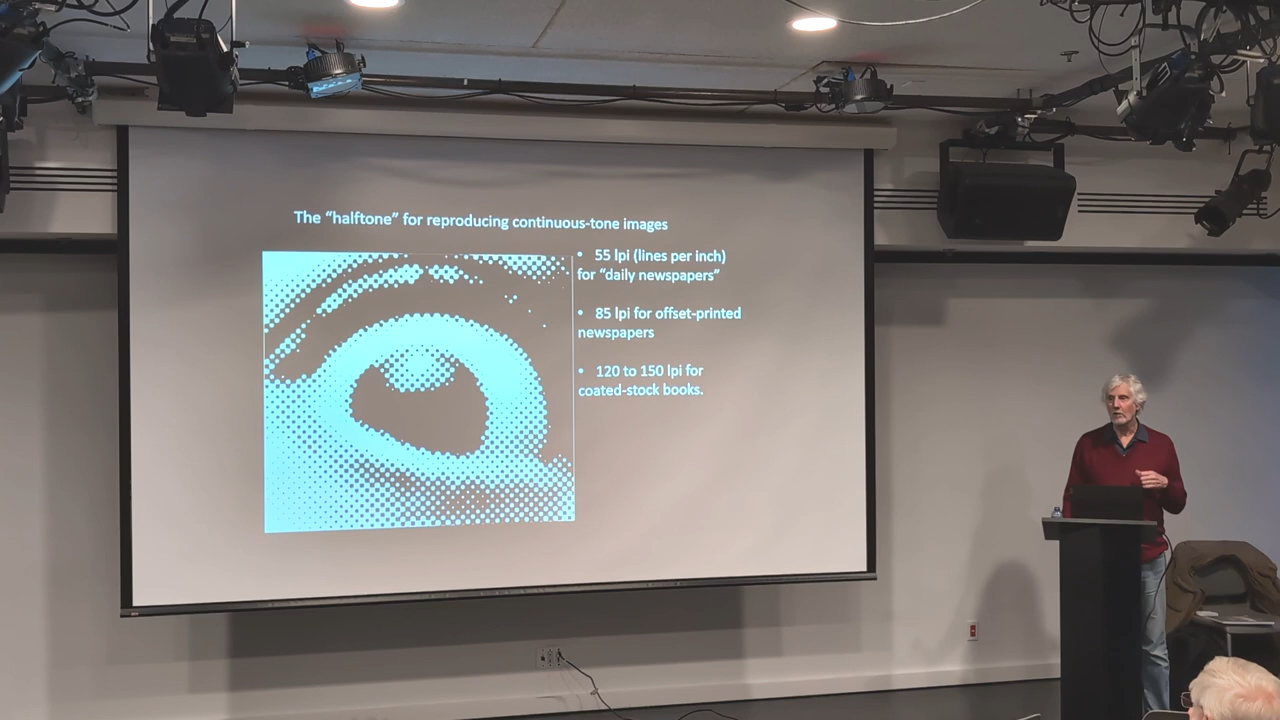 The “halftone” for reproducing continuous-tone images
• 55 lpi (lines per inch)
for “daily newspapers”
• 85 lpi for offset-printed
newspapers
• 120 to 150 lpi for
coated-stock books.